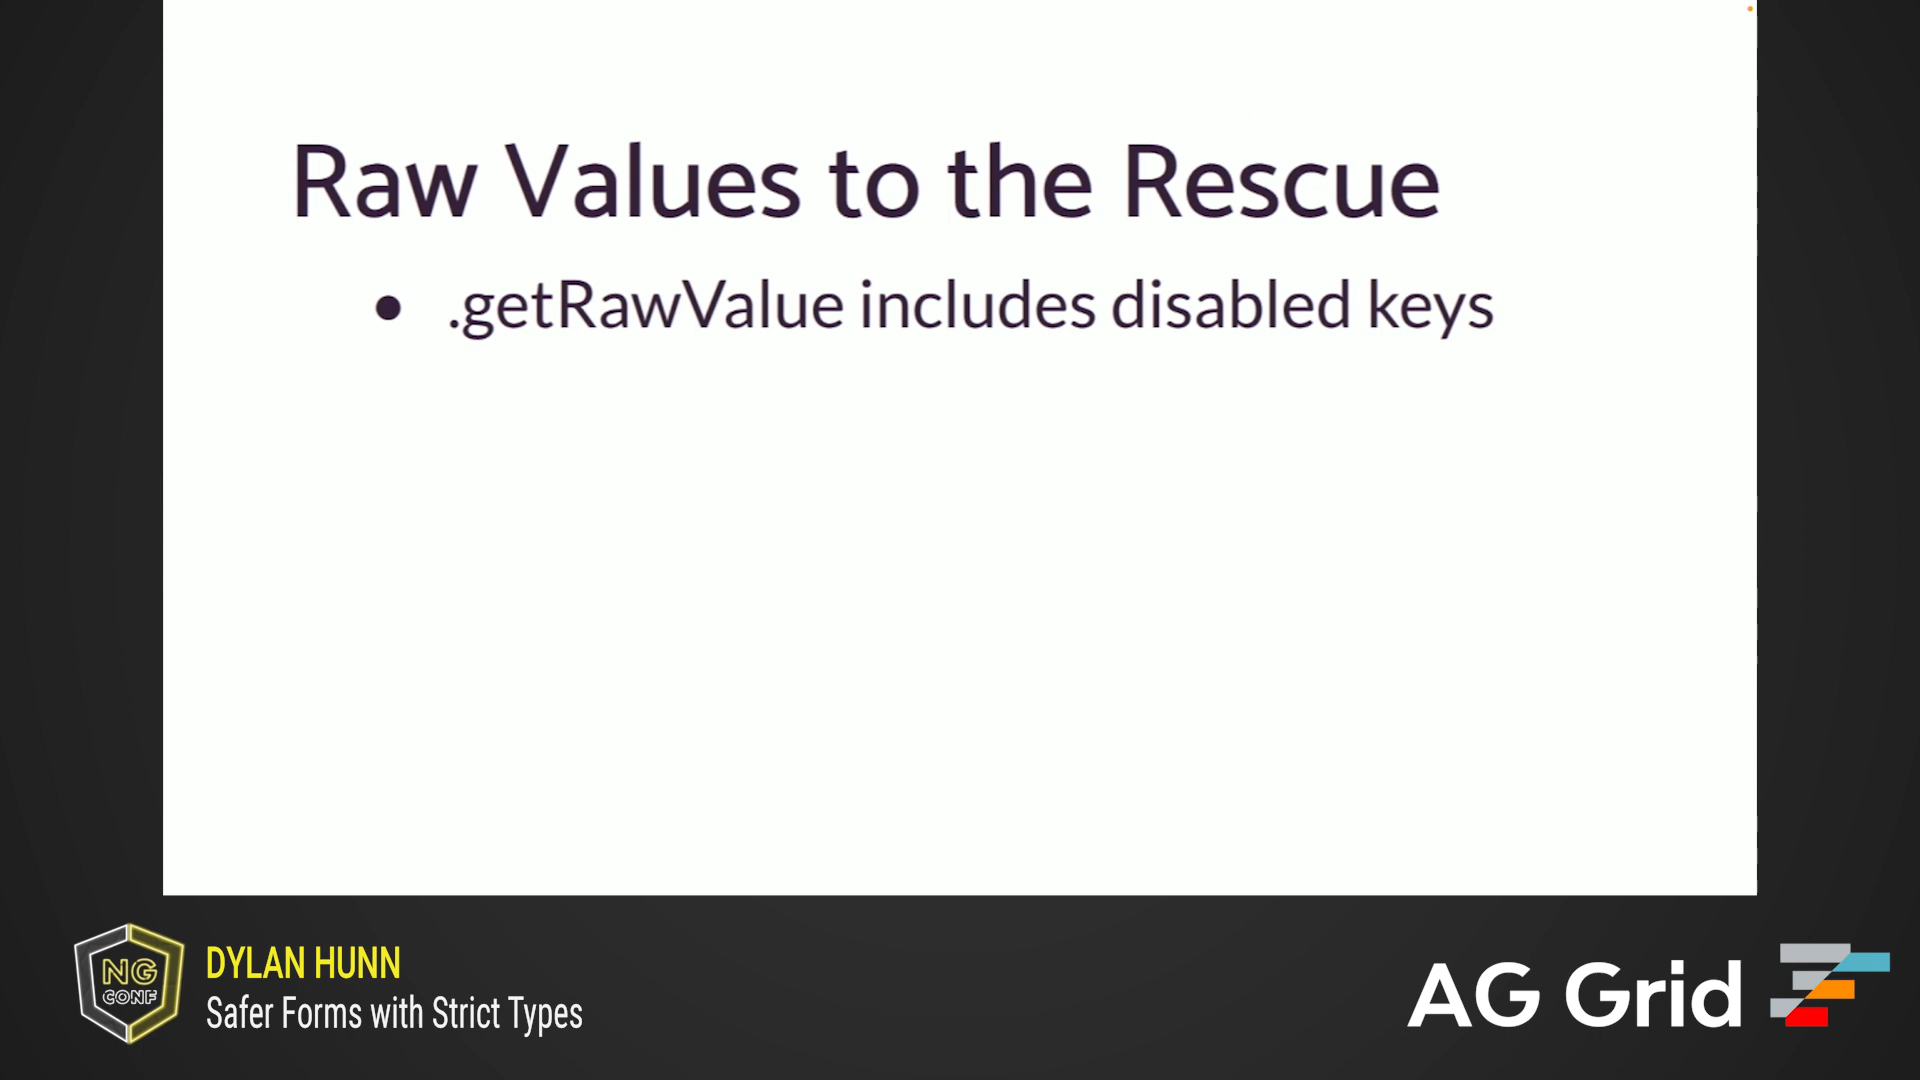 Raw Values to the Rescue
• .getRawValue includes disabled keys
NG
CONF
DYLAN HUNN
Safer Forms with Strict Types
AG Grid